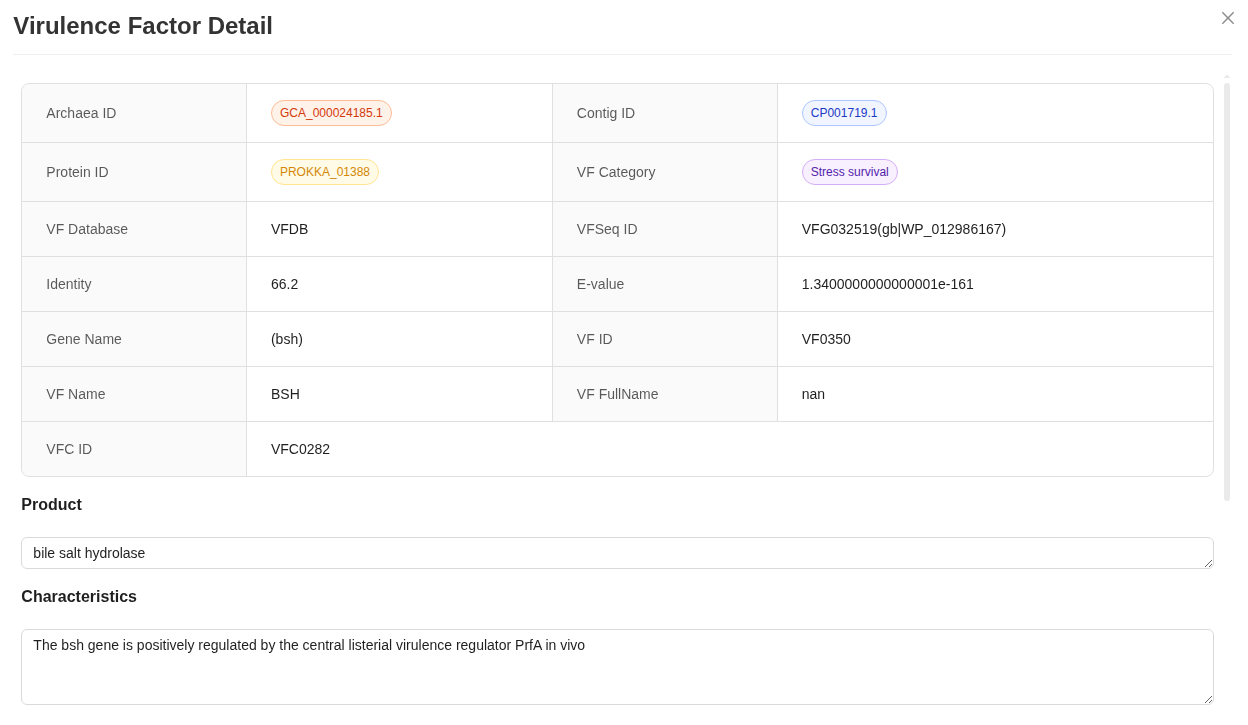 Virulence Factor Detail
Archaea ID GCA_000024185.1 Contig ID CP001719.1
Protein ID PROKKA_01388 VF Category Stress survival
VF Database VFDB VFSeq ID VFG032519(gb|WP_012986167)
Identity 66.2 E-value 1.3400000000000001e-161
Gene Name (bsh) VF ID VF0350
VF Name BSH VF FullName nan
VFC ID VFC0282
Product
bile salt hydrolase
Characteristics
The bsh gene is positively regulated by the central listerial virulence regulator PrfA in vivo